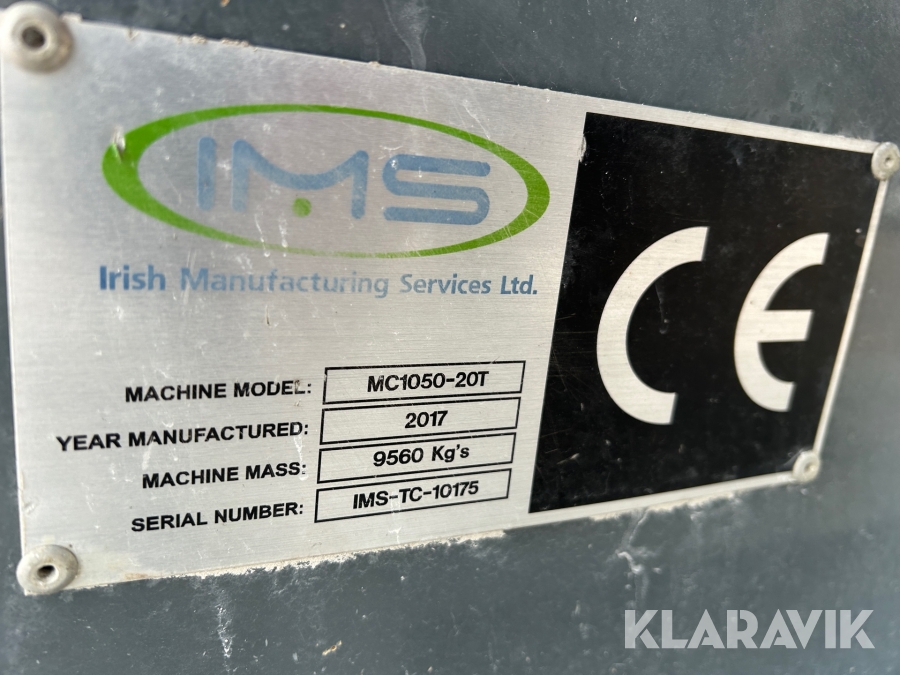 IMS
Irish Manufacturing Services Ltd.
MACHINE MODEL: MC1050-20T
YEAR MANUFACTURED: 2017
MACHINE MASS: 9560 Kg's
SERIAL NUMBER: IMS-TC-10175
CE
KLARAVIK